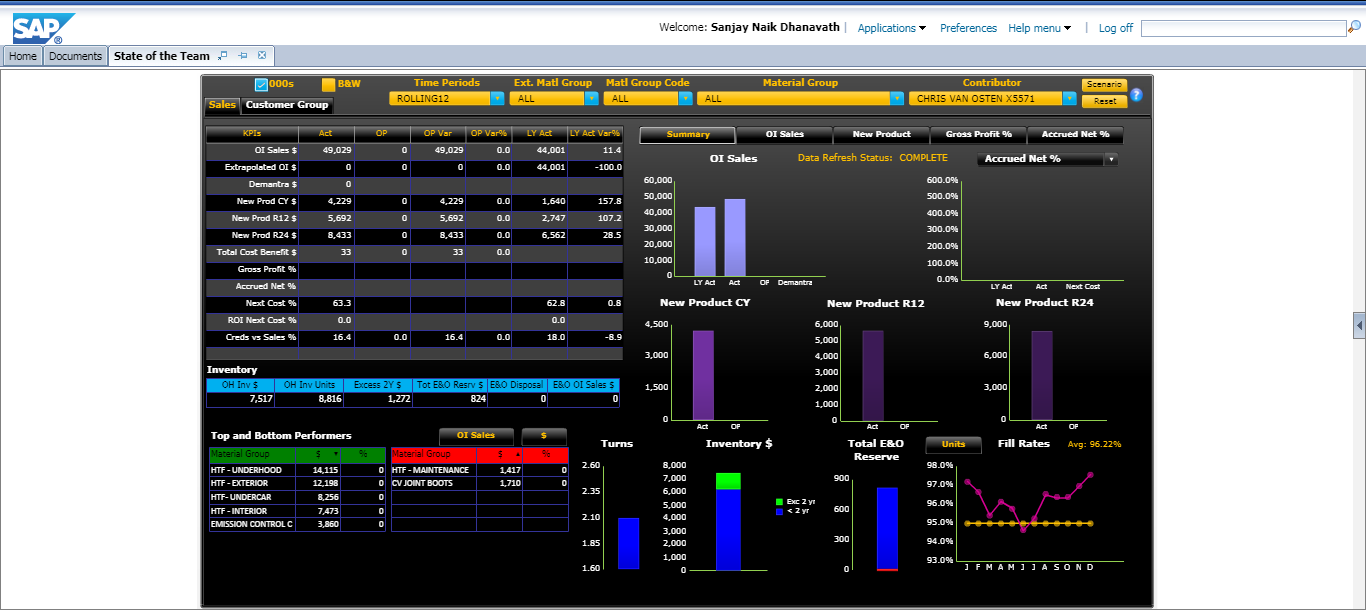 SAP ®
Welcome: Sanjay Naik Dhanavath | Applications Preferences Help menu | Log off
Home Documents State of the Team
000s B&W Time Periods Ext. Matl Group Matl Group Code Material Group Contributor Scenario
ROLLING12 ALL ALL ALL CHRIS VAN OSTEN X5571 Reset ?
Sales Customer Group
KPIs Act OP OP Var OP Var% LY Act LY Act Var%
OI Sales $ 49,029 0 49,029 0.0 44,001 11.4
Extrapolated OI $ 0 0 0 0.0 44,001 -100.0
Demantra $ 0
New Prod CY $ 4,229 0 4,229 0.0 1,640 157.8
New Prod R12 $ 5,692 0 5,692 0.0 2,747 107.2
New Prod R24 $ 8,433 0 8,433 0.0 6,562 28.5
Total Cost Benefit $ 33 0 33 0.0
Gross Profit %
Accrued Net %
Next Cost % 63.3 62.8 0.8
ROI Next Cost % 0.0 0.0
Creds vs Sales % 16.4 0.0 16.4 0.0 18.0 -8.9
Inventory
OH Inv $ OH Inv Units Excess 2Y $ Tot E&O Resrv $ E&O Disposal E&O OI Sales $
7,517 8,816 1,272 824 0 0
Top and Bottom Performers OI Sales $
Material Group $ % Material Group $ %
HTF - UNDERHOOD 14,115 0 HTF - MAINTENANCE 1,417 0
HTF - EXTERIOR 12,198 0 CV JOINT BOOTS 1,710 0
HTF- UNDERCAR 8,256 0
HTF - INTERIOR 7,473 0
EMISSION CONTROL C 3,860 0
Summary OI Sales New Product Gross Profit % Accrued Net %
OI Sales Data Refresh Status: COMPLETE Accrued Net %
60,000
50,000
40,000
30,000
20,000
10,000
0
LY Act Act OP Demantra
600.0%
500.0%
400.0%
300.0%
200.0%
100.0%
0.0%
LY Act Act Next Cost
New Product CY
4,500
3,000
1,500
0
Act OP
New Product R12
6,000
5,000
4,000
3,000
2,000
1,000
0
Act OP
New Product R24
9,000
6,000
3,000
0
Act OP
Turns
2.60
2.35
2.10
1.85
1.60
Inventory $
8,000
7,000
6,000
5,000
4,000
3,000
2,000
1,000
0
Exc 2 yr
< 2 yr
Total E&O
Reserve
900
600
300
0
Units Fill Rates Avg: 96.22%
98.0%
97.0%
96.0%
95.0%
94.0%
93.0%
J F M A M J J A S O N D